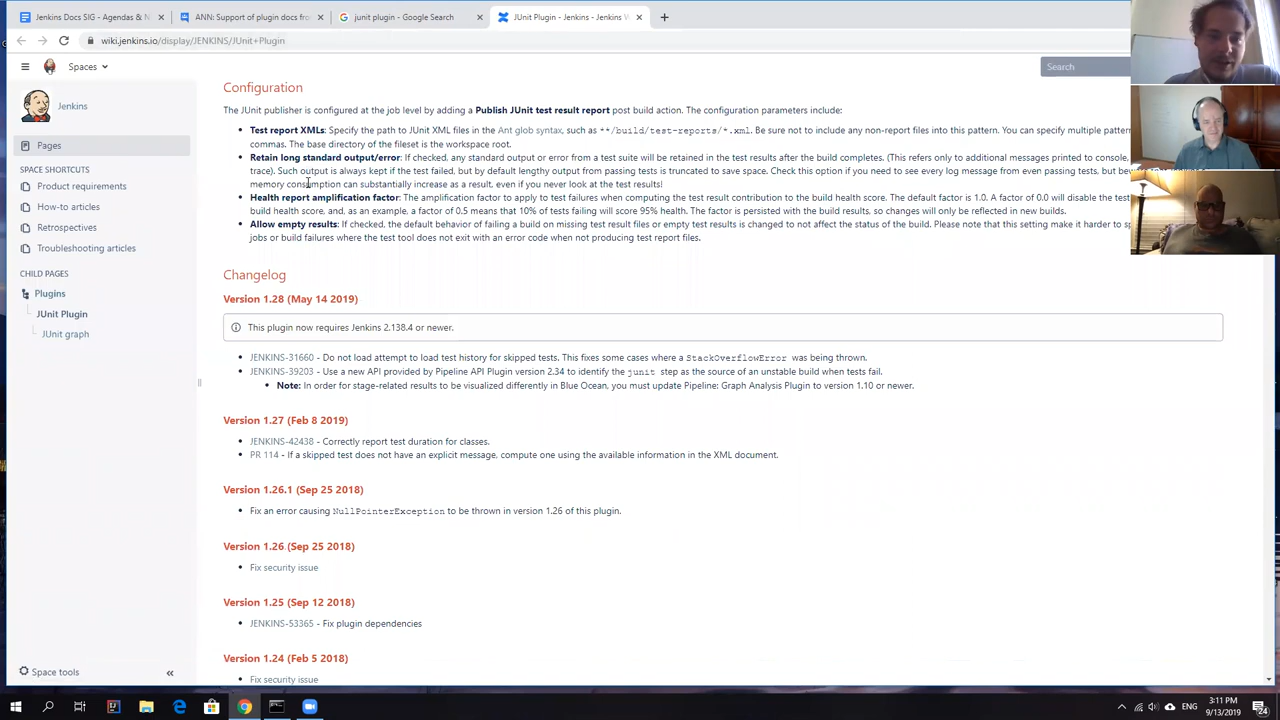 Jenkins Docs SIG - Agendas & N
ANN: Support of plugin docs from
junit plugin - Google Search
JUnit Plugin - Jenkins - Jenkins W
wiki.jenkins.io/display/JENKINS/JUnit+Plugin
Spaces
Search
Jenkins
Pages
SPACE SHORTCUTS
Product requirements
How-to articles
Retrospectives
Troubleshooting articles
CHILD PAGES
Plugins
JUnit Plugin
JUnit graph
Space tools
Configuration
The JUnit publisher is configured at the job level by adding a Publish JUnit test result report post build action. The configuration parameters include:
Test report XMLs: Specify the path to JUnit XML files in the Ant glob syntax, such as **/build/test-reports/*.xml. Be sure not to include any non-report files into this pattern. You can specify multiple pattern
commas. The base directory of the fileset is the workspace root.
Retain long standard output/error: If checked, any standard output or error from a test suite will be retained in the test results after the build completes. (This refers only to additional messages printed to console,
trace). Such output is always kept if the test failed, but by default lengthy output from passing tests is truncated to save space. Check this option if you need to see every log message from even passing tests, but bew
memory consumption can substantially increase as a result, even if you never look at the test results!
Health report amplification factor: The amplification factor to apply to test failures when computing the test result contribution to the build health score. The default factor is 1.0. A factor of 0.0 will disable the test
build health score, and, as an example, a factor of 0.5 means that 10% of tests failing will score 95% health. The factor is persisted with the build results, so changes will only be reflected in new builds.
Allow empty results: If checked, the default behavior of failing a build on missing test result files or empty test results is changed to not affect the status of the build. Please note that this setting make it harder to sp
jobs or build failures where the test tool does not exit with an error code when not producing test report files.
Changelog
Version 1.28 (May 14 2019)
This plugin now requires Jenkins 2.138.4 or newer.
JENKINS-31660 - Do not load attempt to load test history for skipped tests. This fixes some cases where a StackOverflowError was being thrown.
JENKINS-39203 - Use a new API provided by Pipeline API Plugin version 2.34 to identify the junit step as the source of an unstable build when tests fail.
Note: In order for stage-related results to be visualized differently in Blue Ocean, you must update Pipeline: Graph Analysis Plugin to version 1.10 or newer.
Version 1.27 (Feb 8 2019)
JENKINS-42438 - Correctly report test duration for classes.
PR 114 - If a skipped test does not have an explicit message, compute one using the available information in the XML document.
Version 1.26.1 (Sep 25 2018)
Fix an error causing NullPointerException to be thrown in version 1.26 of this plugin.
Version 1.26 (Sep 25 2018)
Fix security issue
Version 1.25 (Sep 12 2018)
JENKINS-53365 - Fix plugin dependencies
Version 1.24 (Feb 5 2018)
Fix security issue
ENG
3:11 PM
9/13/2019
24